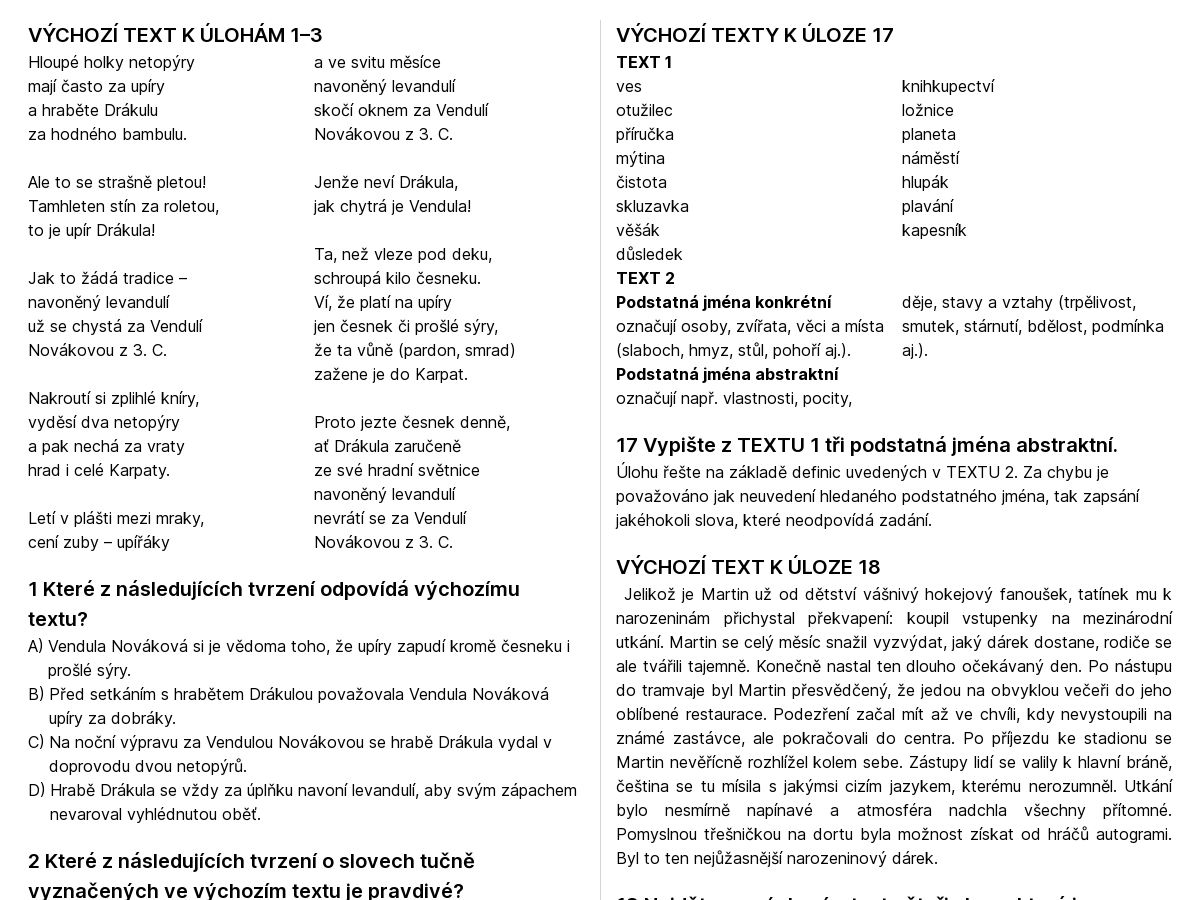 VÝCHOZÍ TEXT K ÚLOHÁM 1–3
Hloupé holky netopýry
mají často za upíry
a hraběte Drákulu
za hodného bambulu.
Ale to se strašně pletou!
Tamhleten stín za roletou,
to je upír Drákula!
Jak to žádá tradice –
navoněný levandulí
už se chystá za Vendulí
Novákovou z 3. C.
Nakroutí si zplihlé kníry,
vyděsí dva netopýry
a pak nechá za vraty
hrad i celé Karpaty.
Letí v plášti mezi mraky,
cení zuby – upířáky
a ve svitu měsíce
navoněný levandulí
skočí oknem za Vendulí
Novákovou z 3. C.
Jenže neví Drákula,
jak chytrá je Vendula!
Ta, než vleze pod deku,
schroupá kilo česneku.
Ví, že platí na upíry
jen česnek či prošlé sýry,
že ta vůně (pardon, smrad)
zažene je do Karpat.
Proto jezte česnek denně,
ať Drákula zaručeně
ze své hradní světnice
navoněný levandulí
nevrátí se za Vendulí
Novákovou z 3. C.
1 Které z následujících tvrzení odpovídá výchozímu
textu?
A) Vendula Nováková si je vědoma toho, že upíry zapudí kromě česneku i
prošlé sýry.
B) Před setkáním s hrabětem Drákulou považovala Vendula Nováková
upíry za dobráky.
C) Na noční výpravu za Vendulou Novákovou se hrabě Drákula vydal v
doprovodu dvou netopýrů.
D) Hrabě Drákula se vždy za úplňku navoní levandulí, aby svým zápachem
nevaroval vyhlédnutou oběť.
2 Které z následujících tvrzení o slovech tučně
vyznačených ve výchozím textu je pravdivé?
VÝCHOZÍ TEXTY K ÚLOZE 17
TEXT 1
ves
otužilec
příručka
mýtina
čistota
skluzavka
věšák
důsledek
knihkupectví
ložnice
planeta
náměstí
hlupák
plavání
kapesník
TEXT 2
Podstatná jména konkrétní
označují osoby, zvířata, věci a místa
(slaboch, hmyz, stůl, pohoří aj.).
Podstatná jména abstraktní
označují např. vlastnosti, pocity,
děje, stavy a vztahy (trpělivost,
smutek, stárnutí, bdělost, podmínka
aj.).
17 Vypište z TEXTU 1 tři podstatná jména abstraktní.
Úlohu řešte na základě definic uvedených v TEXTU 2. Za chybu je
považováno jak neuvedení hledaného podstatného jména, tak zapsání
jakéhokoli slova, které neodpovídá zadání.
VÝCHOZÍ TEXT K ÚLOZE 18
Jelikož je Martin už od dětství vášnivý hokejový fanoušek, tatínek mu k
narozeninám přichystal překvapení: koupil vstupenky na mezinárodní
utkání. Martin se celý měsíc snažil vyzvýdat, jaký dárek dostane, rodiče se
ale tvářili tajemně. Konečně nastal ten dlouho očekávaný den. Po nástupu
do tramvaje byl Martin přesvědčený, že jedou na obvyklou večeři do jeho
oblíbené restaurace. Podezření začal mít až ve chvíli, kdy nevystoupili na
známé zastávce, ale pokračovali do centra. Po příjezdu ke stadionu se
Martin nevěřícně rozhlížel kolem sebe. Zástupy lidí se valily k hlavní bráně,
čeština se tu mísila s jakýmsi cizím jazykem, kterému nerozumněl. Utkání
bylo nesmírně napínavé a atmosféra nadchla všechny přítomné.
Pomyslnou třešničkou na dortu byla možnost získat od hráčů autogrami.
Byl to ten nejůžasnější narozeninový dárek.